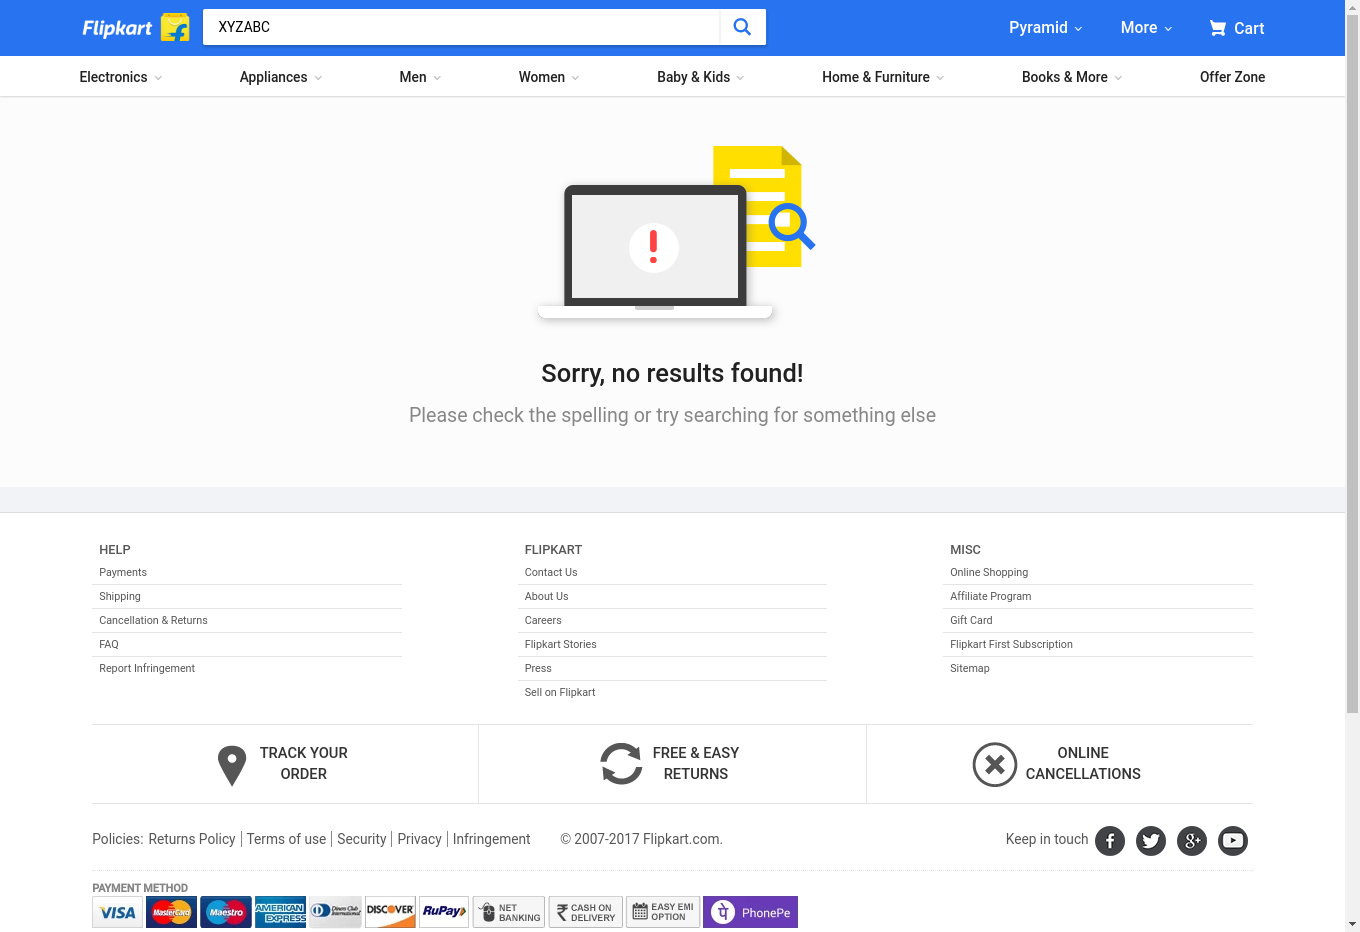 Flipkart XYZABC Pyramid More Cart
Electronics Appliances Men Women Baby & Kids Home & Furniture Books & More Offer Zone
Sorry, no results found!
Please check the spelling or try searching for something else
HELP
Payments
Shipping
Cancellation & Returns
FAQ
Report Infringement
FLIPKART
Contact Us
About Us
Careers
Flipkart Stories
Press
Sell on Flipkart
MISC
Online Shopping
Affiliate Program
Gift Card
Flipkart First Subscription
Sitemap
TRACK YOUR
ORDER
FREE & EASY
RETURNS
ONLINE
CANCELLATIONS
Policies: Returns Policy Terms of use Security Privacy Infringement © 2007-2017 Flipkart.com. Keep in touch
PAYMENT METHOD
VISA
MasterCard
Maestro
AMERICAN
EXPRESS
Diners Club
International
DISCOVER
RuPay
NET
BANKING
CASH ON
DELIVERY
EASY EMI
OPTION
PhonePe